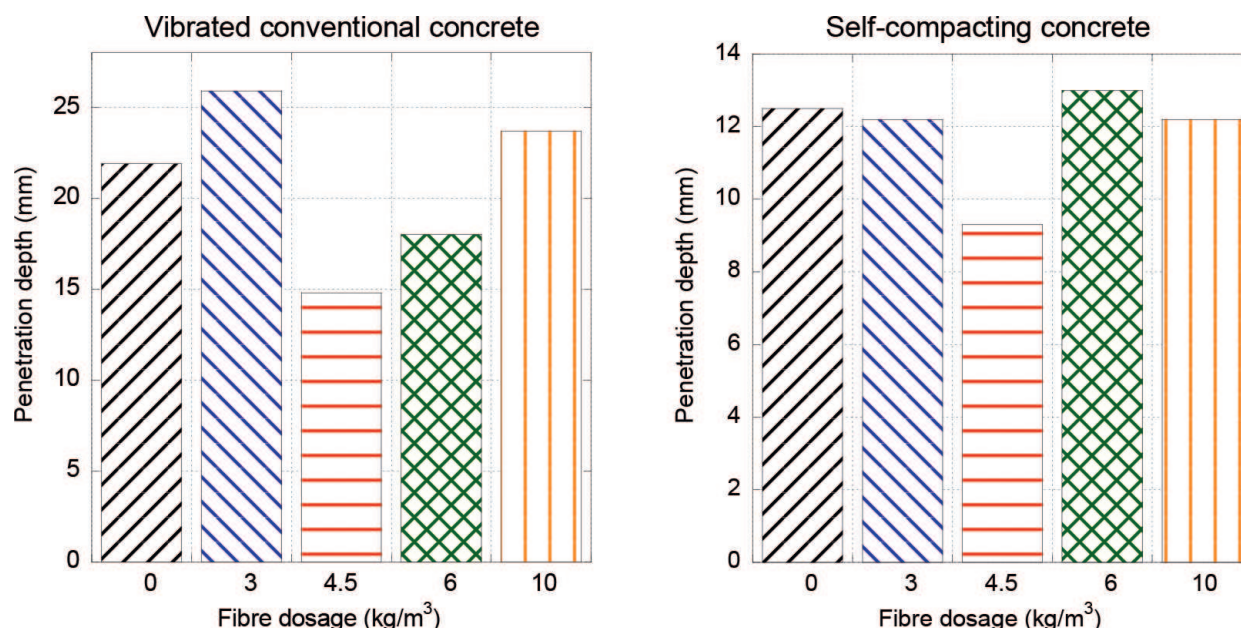 Vibrated conventional concrete
Penetration depth (mm)
25
20
15
10
5
0
0 3 4.5 6 10
Fibre dosage (kg/m³)
Self-compacting concrete
Penetration depth (mm)
14
12
10
8
6
4
2
0
0 3 4.5 6 10
Fibre dosage (kg/m³)